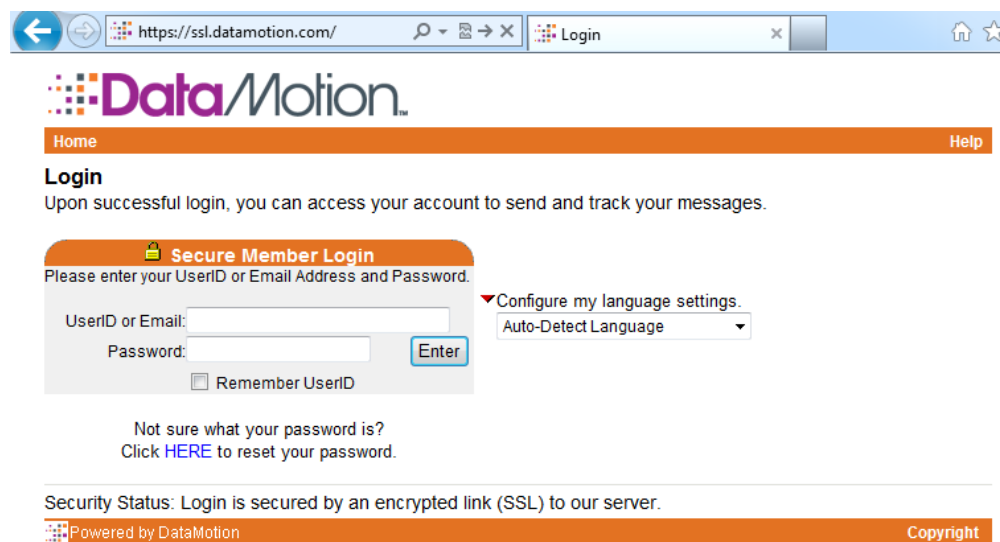 https://ssl.datamotion.com/
Login
DataMotion™
Home Help
Login
Upon successful login, you can access your account to send and track your messages.
Secure Member Login
Please enter your UserID or Email Address and Password.
Configure my language settings.
UserID or Email:
Auto-Detect Language
Password:
Enter
Remember UserID
Not sure what your password is?
Click HERE to reset your password.
Security Status: Login is secured by an encrypted link (SSL) to our server.
Powered by DataMotion Copyright